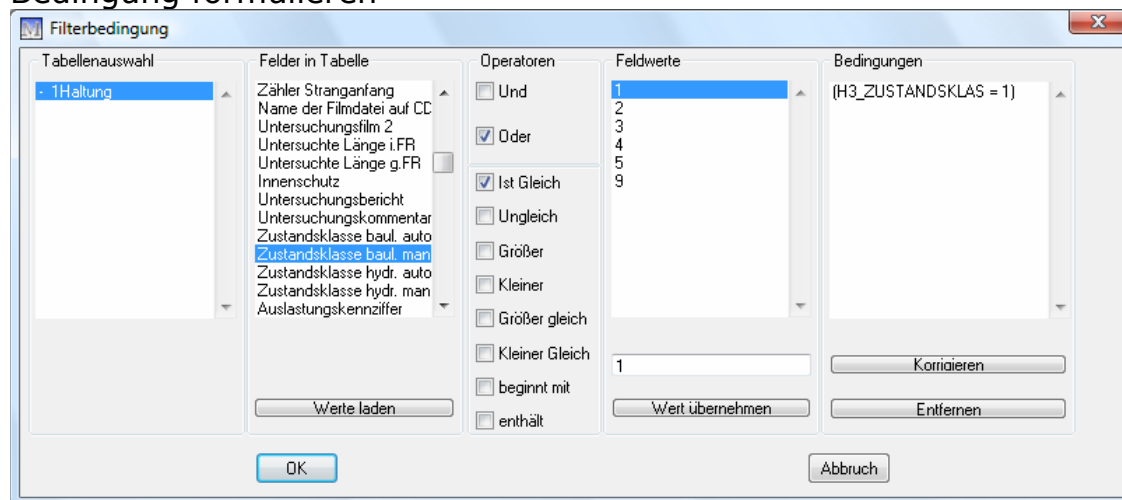 Bedingung formulieren
Filterbedingung
Tabellenauswahl
- 1Haltung
Felder in Tabelle
Zähler Stranganfang
Name der Filmdatei auf CD
Untersuchungsfilm 2
Untersuchte Länge i.FR
Untersuchte Länge g.FR
Innenschutz
Untersuchungsbericht
Untersuchungskommentar
Zustandsklasse baul. auto
Zustandsklasse baul. man
Zustandsklasse hydr. auto
Zustandsklasse hydr. man
Auslastungskennziffer
Werte laden
Operatoren
Und
Oder
Ist Gleich
Ungleich
Größer
Kleiner
Größer gleich
Kleiner Gleich
beginnt mit
enthält
Feldwerte
1
2
3
4
5
9
1
Wert übernehmen
Bedingungen
(H3_ZUSTANDSKLAS = 1)
Korrigieren
Entfernen
OK
Abbruch